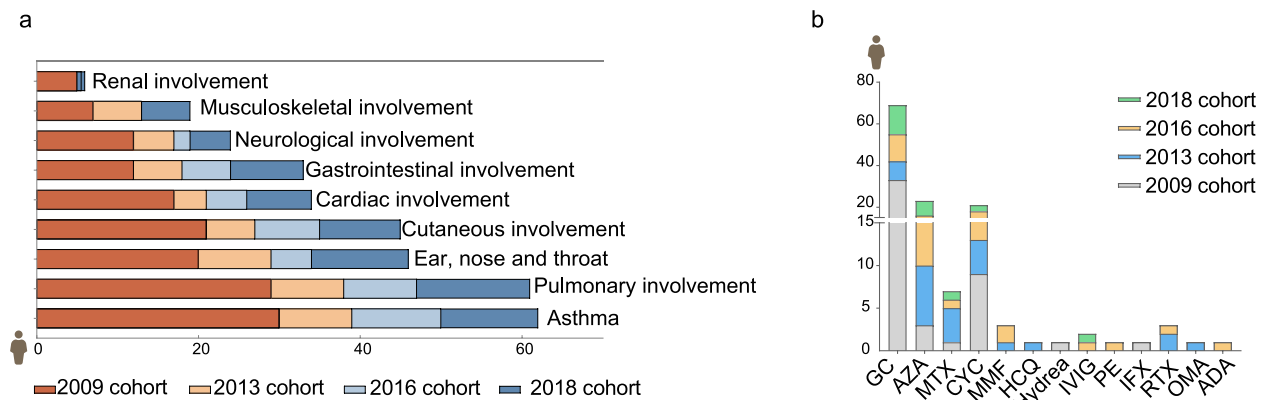 a
Renal involvement
Musculoskeletal involvement
Neurological involvement
Gastrointestinal involvement
Cardiac involvement
Cutaneous involvement
Ear, nose and throat
Pulmonary involvement
Asthma
0 20 40 60
2009 cohort 2013 cohort 2016 cohort 2018 cohort
b
80
60
40
20
15
10
5
0
2018 cohort
2016 cohort
2013 cohort
2009 cohort
GC AZA MTX CYC MMF HCQ IVIG PE IFX RTX OMA ADA